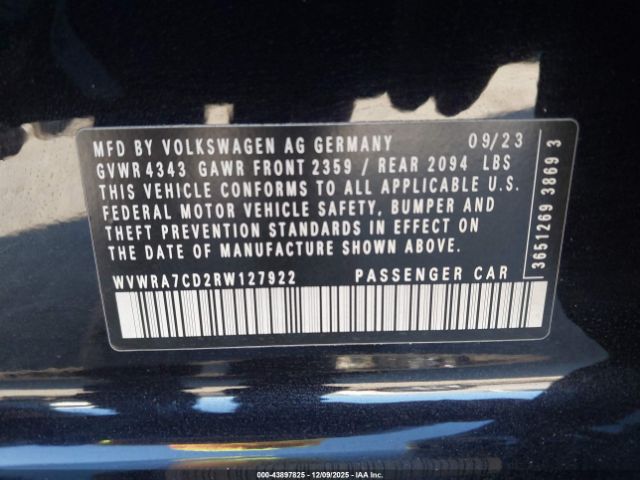 MFD BY VOLKSWAGEN AG GERMANY 09/23
GVWR 4343 GAWR FRONT 2359 / REAR 2094 LBS
THIS VEHICLE CONFORMS TO ALL APPLICABLE U.S.
FEDERAL MOTOR VEHICLE SAFETY, BUMPER AND
THEFT PREVENTION STANDARDS IN EFFECT ON
THE DATE OF MANUFACTURE SHOWN ABOVE.
WVWRA7CD2RW127922 PASSENGER CAR
3651269 3869 3
000-43897825 - 12/09/2025 - IAAI.com